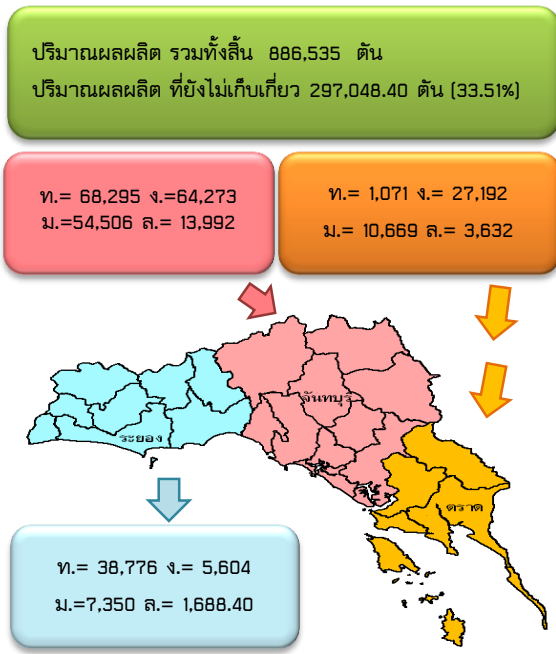 ปริมาณผลผลิต รวมทั้งสิ้น 886,535 ตัน
ปริมาณผลผลิต ที่ยังไม่เก็บเกี่ยว 297,048.40 ตัน (33.51%)
ท.= 68,295 ง.=64,273
ม.=54,506 ล.= 13,992
ท.= 1,071 ง.= 27,192
ม.= 10,669 ล.= 3,632
จันทบุรี
ระยอง
ตราด
ท.= 38,776 ง.= 5,604
ม.=7,350 ล.= 1,688.40